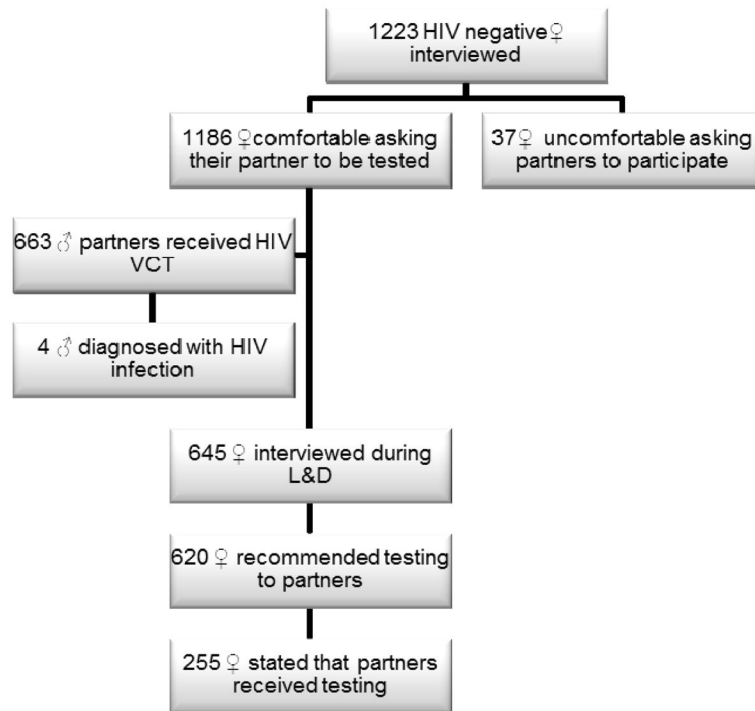 1223 HIV negative♀
interviewed
1186 ♀comfortable asking
their partner to be tested
37♀ uncomfortable asking
partners to participate
663 ♂ partners received HIV
VCT
4 ♂ diagnosed with HIV
infection
645 ♀ interviewed during
L&D
620 ♀ recommended testing
to partners
255 ♀ stated that partners
received testing